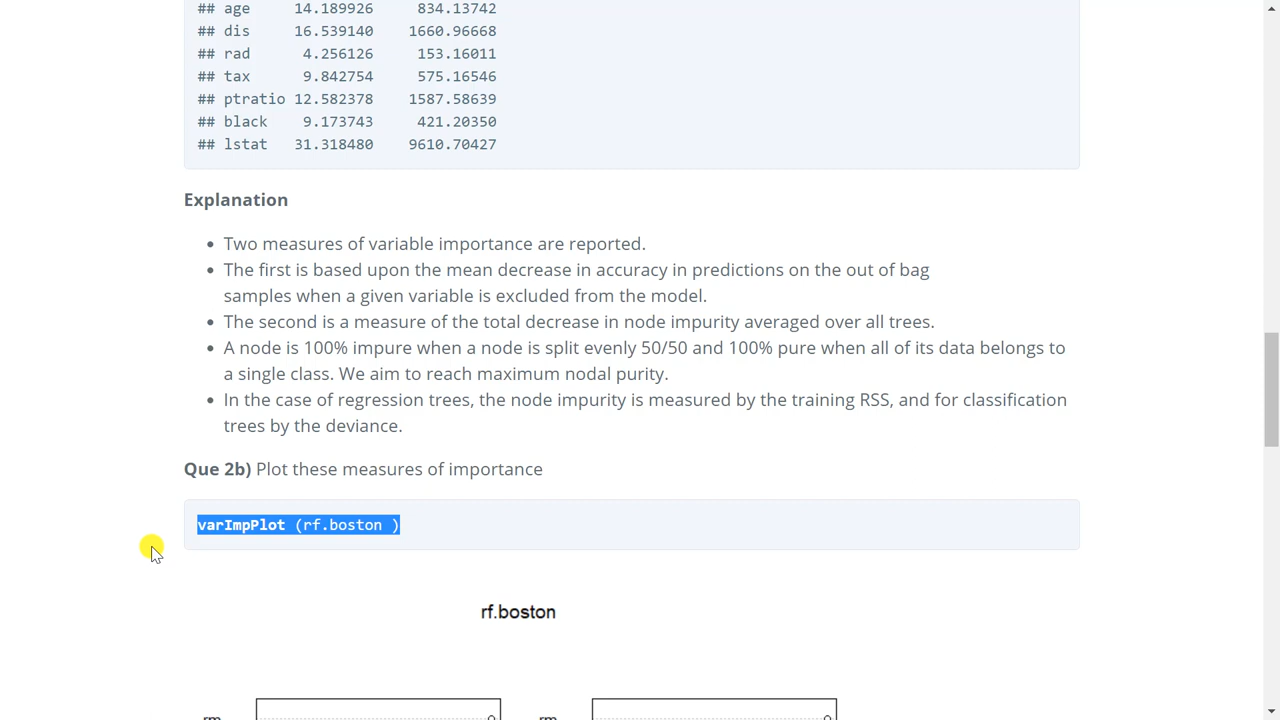 ## age     14.189926     834.13742
## dis     16.539140    1660.96668
## rad      4.256126     153.16011
## tax      9.842754     575.16546
## ptratio 12.582378    1587.58639
## black    9.173743     421.20350
## lstat   31.318480    9610.70427
Explanation
• Two measures of variable importance are reported.
• The first is based upon the mean decrease in accuracy in predictions on the out of bag
samples when a given variable is excluded from the model.
• The second is a measure of the total decrease in node impurity averaged over all trees.
• A node is 100% impure when a node is split evenly 50/50 and 100% pure when all of its data belongs to
a single class. We aim to reach maximum nodal purity.
• In the case of regression trees, the node impurity is measured by the training RSS, and for classification
trees by the deviance.
Que 2b) Plot these measures of importance
varImpPlot (rf.boston )
rf.boston
rm rm